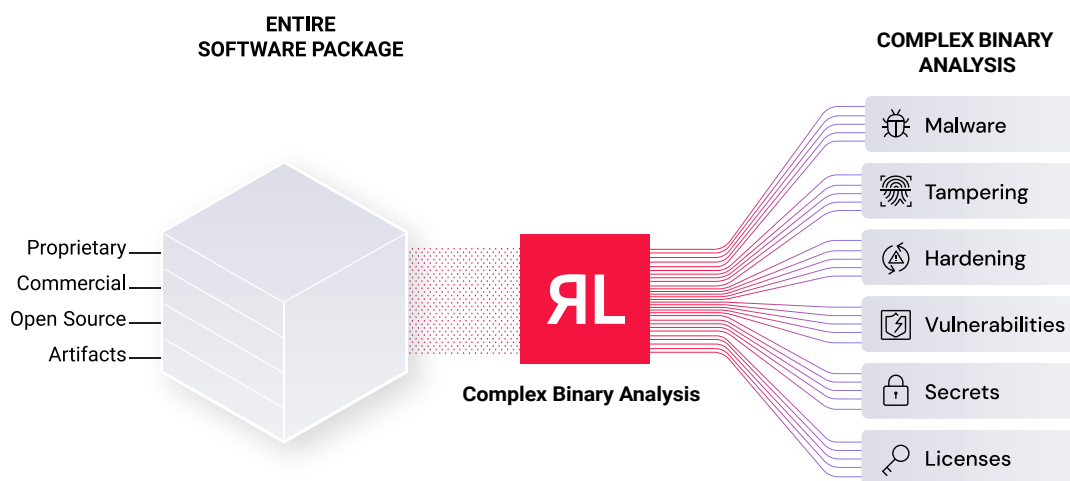 ENTIRE
SOFTWARE PACKAGE
Proprietary
Commercial
Open Source
Artifacts
ЯL
Complex Binary Analysis
COMPLEX BINARY
ANALYSIS
Malware
Tampering
Hardening
Vulnerabilities
Secrets
Licenses